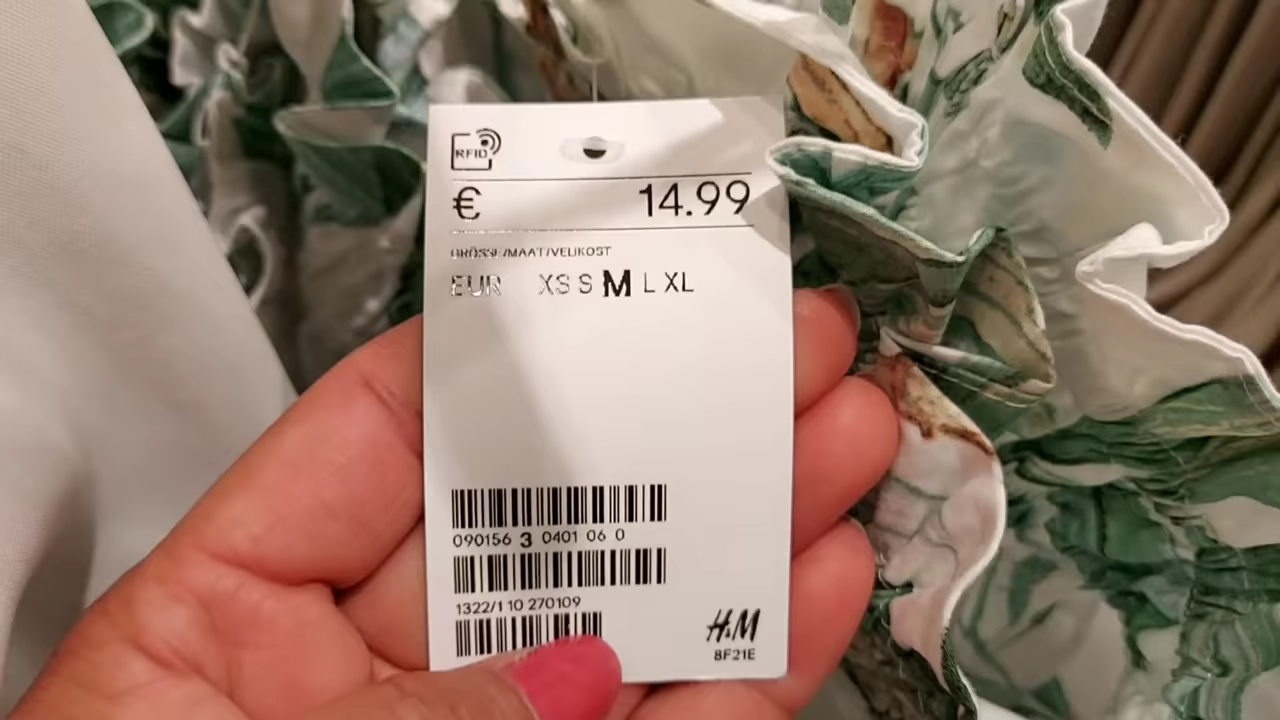 RFID
€ 14.99
GRÖSSE/MAAT/VELIKOST
EUR XS S M L XL
090156 3 0401 06 0
1322/1 10 270109
H&M
8F21E